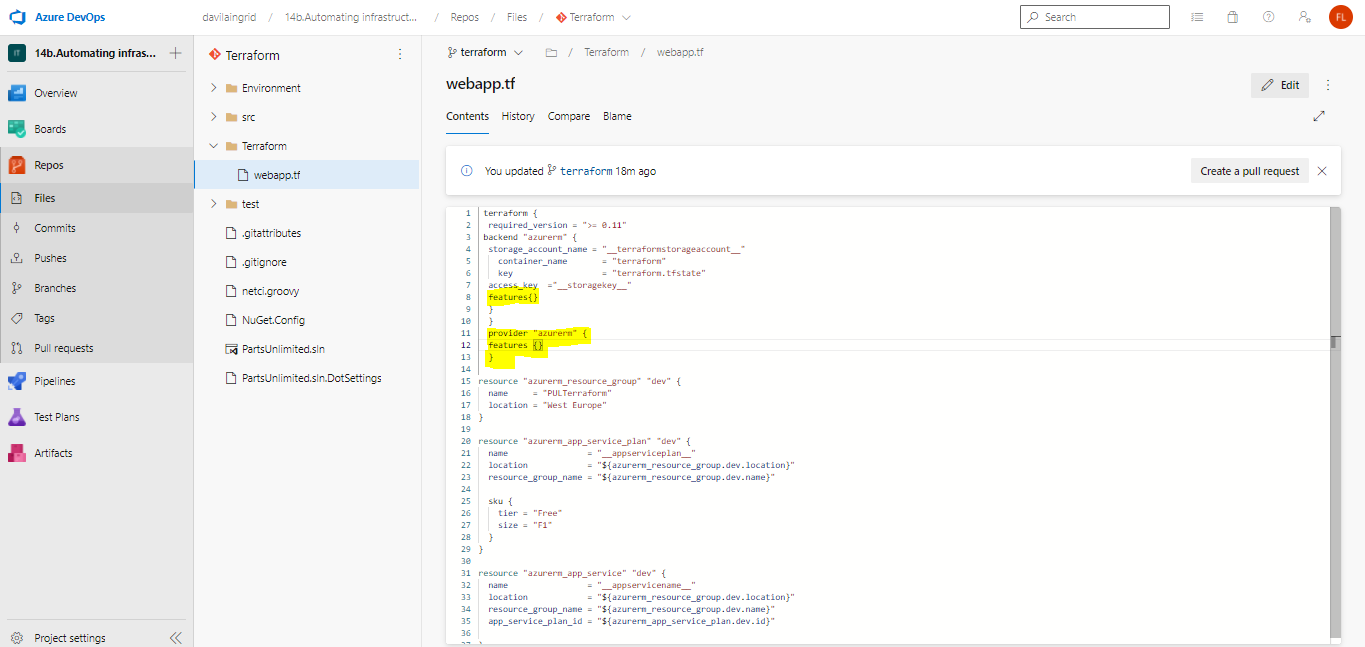 Azure DevOps
davilaingrid / 14b.Automating infrastruct... / Repos / Files / Terraform
Search
FL
IT
14b.Automating infras...
Overview
Boards
Repos
Files
Commits
Pushes
Branches
Tags
Pull requests
Pipelines
Test Plans
Artifacts
Project settings
Terraform
Environment
src
Terraform
webapp.tf
test
.gitattributes
.gitignore
netci.groovy
NuGet.Config
PartsUnlimited.sln
PartsUnlimited.sln.DotSettings
terraform / Terraform / webapp.tf
webapp.tf
Edit
Contents History Compare Blame
You updated terraform 18m ago
Create a pull request
1 terraform {
2 required_version = ">= 0.11"
3 backend "azurerm" {
4 storage_account_name = "__terraformstorageaccount__"
5 container_name = "terraform"
6 key = "terraform.tfstate"
7 access_key ="__storagekey__"
8 features{}
9 }
10 }
11 provider "azurerm" {
12 features {}
13 }
14
15 resource "azurerm_resource_group" "dev" {
16 name = "PULTerraform"
17 location = "West Europe"
18 }
19
20 resource "azurerm_app_service_plan" "dev" {
21 name = "__appserviceplan__"
22 location = "${azurerm_resource_group.dev.location}"
23 resource_group_name = "${azurerm_resource_group.dev.name}"
24
25 sku {
26 tier = "Free"
27 size = "F1"
28 }
29 }
30
31 resource "azurerm_app_service" "dev" {
32 name = "__appservicename__"
33 location = "${azurerm_resource_group.dev.location}"
34 resource_group_name = "${azurerm_resource_group.dev.name}"
35 app_service_plan_id = "${azurerm_app_service_plan.dev.id}"
36